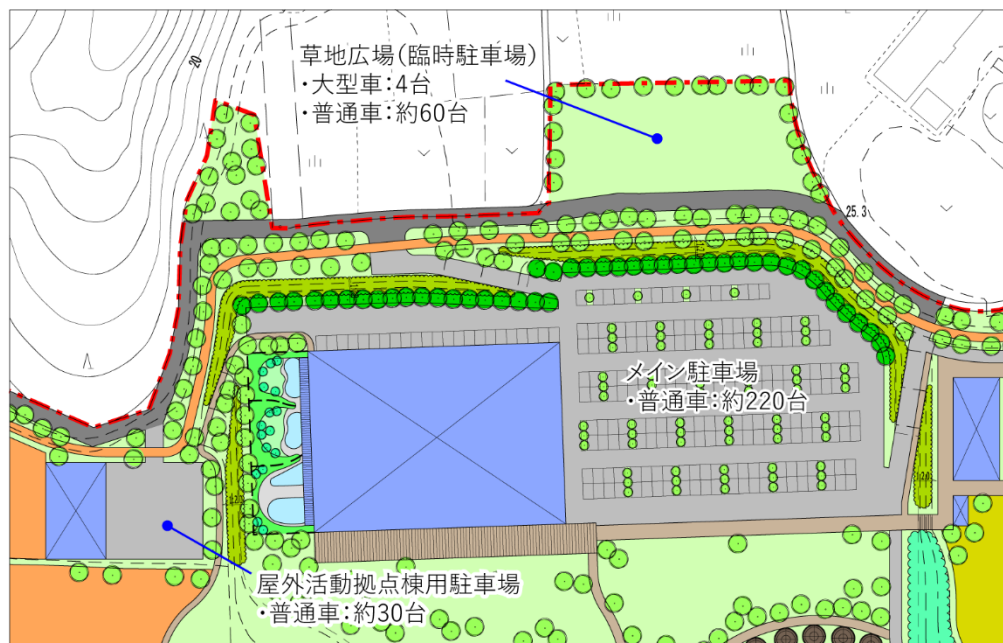 草地広場(臨時駐車場)
・大型車:4台
・普通車:約60台
20
25.3
メイン駐車場
・普通車:約220台
屋外活動拠点棟用駐車場
・普通車:約30台